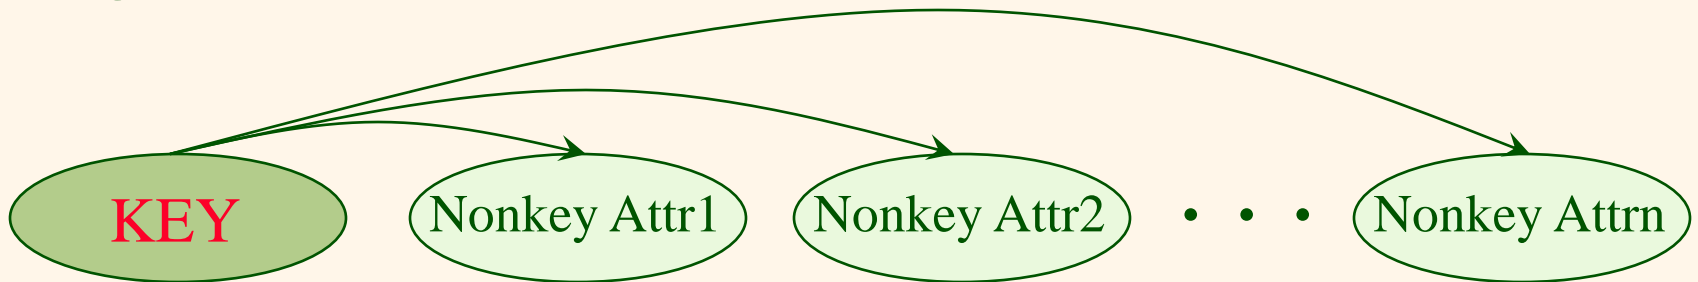 KEY Nonkey Attr1 Nonkey Attr2 • • • Nonkey Attrn